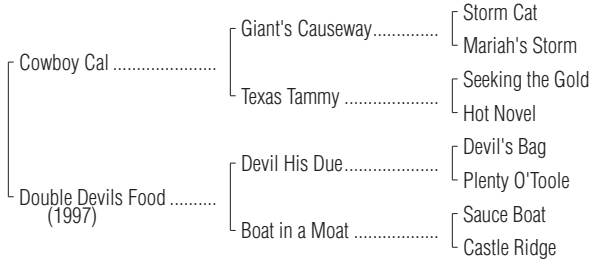 Storm Cat
Giant's Causeway..............
Mariah's Storm
Cowboy Cal ......................
Seeking the Gold
Texas Tammy ....................
Hot Novel
Devil's Bag
Devil His Due....................
Plenty O'Toole
Double Devils Food ..........
(1997)
Sauce Boat
Boat in a Moat ..................
Castle Ridge